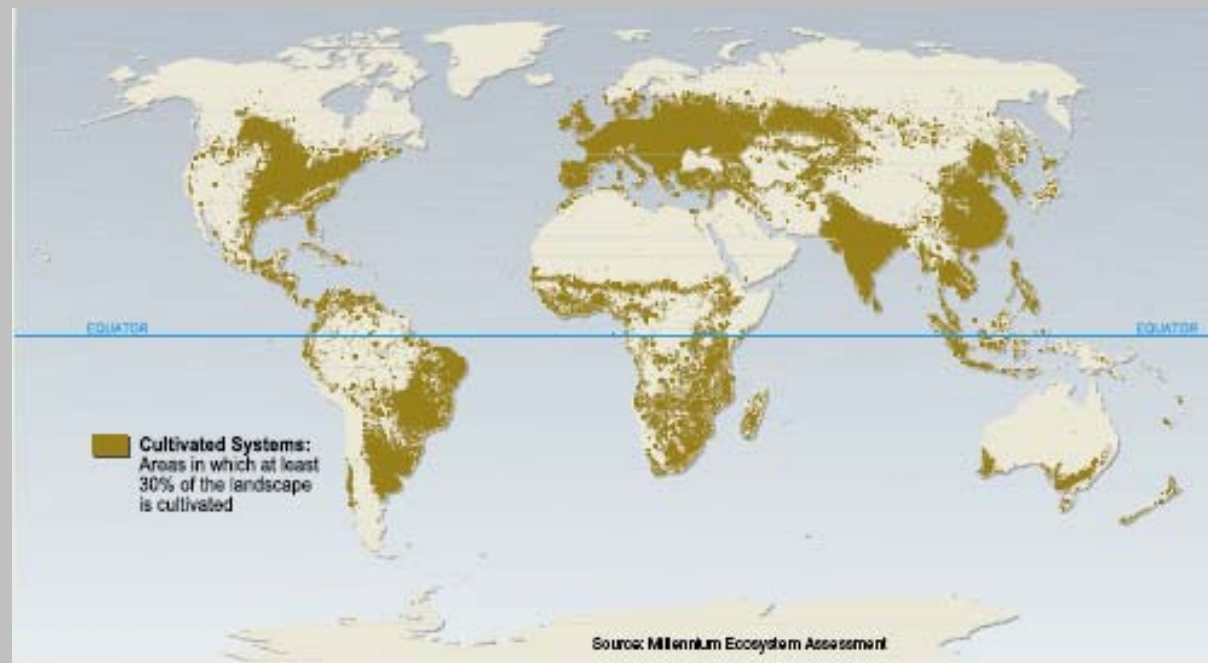 EQUATOR
EQUATOR
Cultivated Systems:
Areas in which at least
30% of the landscape
is cultivated
Source: Millennium Ecosystem Assessment